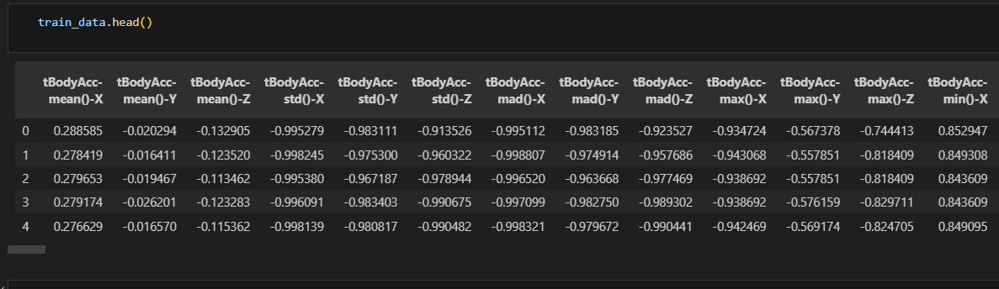 train_data.head()
tBodyAcc- tBodyAcc- tBodyAcc- tBodyAcc- tBodyAcc- tBodyAcc- tBodyAcc- tBodyAcc- tBodyAcc- tBodyAcc- tBodyAcc- tBodyAcc- tBodyAcc-
mean()-X mean()-Y mean()-Z std()-X std()-Y std()-Z mad()-X mad()-Y mad()-Z max()-X max()-Y max()-Z min()-X
0 0.288585 -0.020294 -0.132905 -0.995279 -0.983111 -0.913526 -0.995112 -0.983185 -0.923527 -0.934724 -0.567378 -0.744413 0.852947
1 0.278419 -0.016411 -0.123520 -0.998245 -0.975300 -0.960322 -0.998807 -0.974914 -0.957686 -0.943068 -0.557851 -0.818409 0.849308
2 0.279653 -0.019467 -0.113462 -0.995380 -0.967187 -0.978944 -0.996520 -0.963668 -0.977469 -0.938692 -0.557851 -0.818409 0.843609
3 0.279174 -0.026201 -0.123283 -0.996091 -0.983403 -0.990675 -0.997099 -0.982750 -0.989302 -0.938692 -0.576159 -0.829711 0.843609
4 0.276629 -0.016570 -0.115362 -0.998139 -0.980817 -0.990482 -0.998321 -0.979672 -0.990441 -0.942469 -0.569174 -0.824705 0.849095